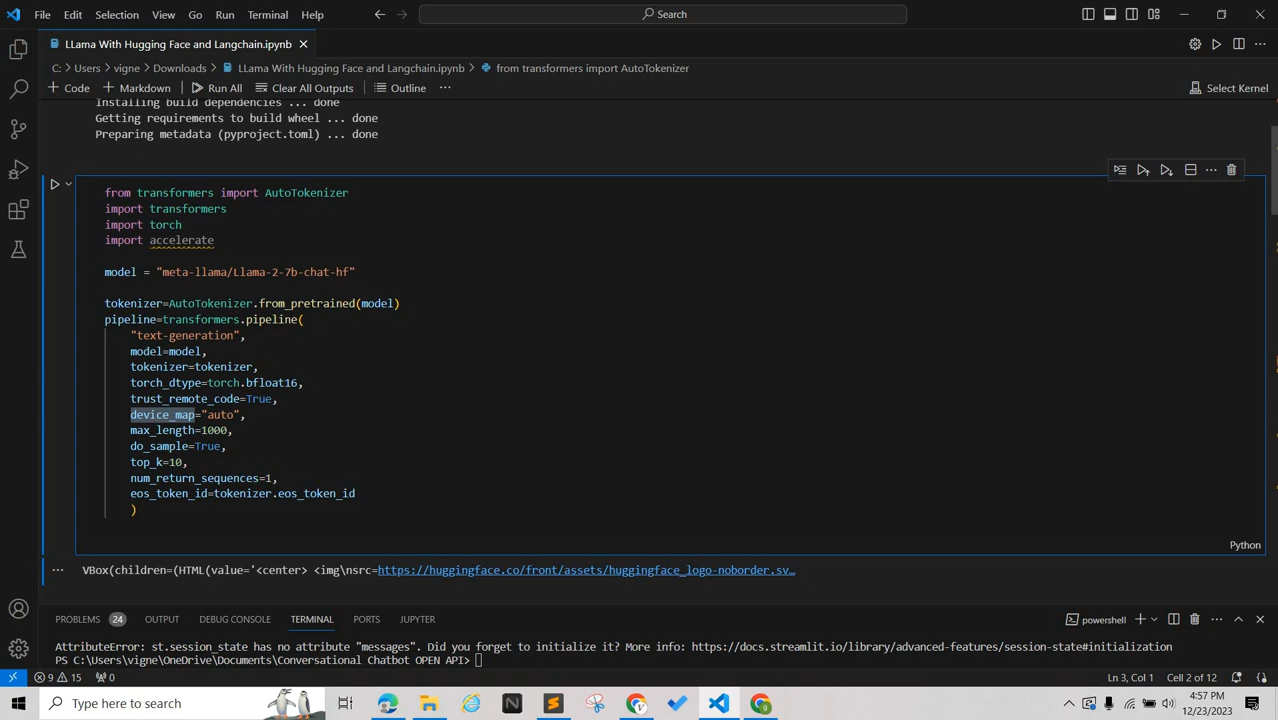 File Edit Selection View Go Run Terminal Help
Search
LLama With Hugging Face and Langchain.ipynb
C: > Users > vigne > Downloads > LLama With Hugging Face and Langchain.ipynb > from transformers import AutoTokenizer
+ Code + Markdown Run All Clear All Outputs Outline ...
Select Kernel
Installing build dependencies ... done
Getting requirements to build wheel ... done
Preparing metadata (pyproject.toml) ... done
from transformers import AutoTokenizer
import transformers
import torch
import accelerate
model = "meta-llama/Llama-2-7b-chat-hf"
tokenizer=AutoTokenizer.from_pretrained(model)
pipeline=transformers.pipeline(
"text-generation",
model=model,
tokenizer=tokenizer,
torch_dtype=torch.bfloat16,
trust_remote_code=True,
device_map="auto",
max_length=1000,
do_sample=True,
top_k=10,
num_return_sequences=1,
eos_token_id=tokenizer.eos_token_id
)
Python
... VBox(children=(HTML(value='<center> <img\nsrc=https://huggingface.co/front/assets/huggingface_logo-noborder.sv…
PROBLEMS 24 OUTPUT DEBUG CONSOLE TERMINAL PORTS JUPYTER
powershell
AttributeError: st.session_state has no attribute "messages". Did you forget to initialize it? More info: https://docs.streamlit.io/library/advanced-features/session-state#initialization
PS C:\Users\vigne\OneDrive\Documents\Conversational Chatbot OPEN API>
9 15 0
Ln 3, Col 1 Cell 2 of 12
Type here to search
4:57 PM
12/23/2023